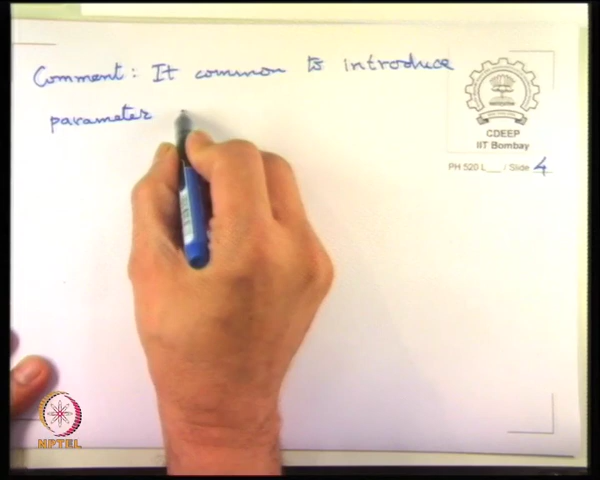 Comment: It common to introduce
parameter
CDEEP
IIT Bombay
PH 520 L___ / Slide 4
NPTEL